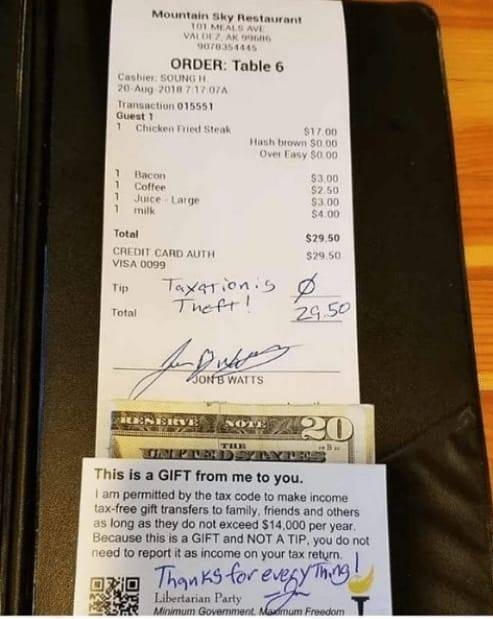 Mountain Sky Restaurant
101 MEALS AVE
VALDEZ, AK 99686
9078354445
ORDER: Table 6
Cashier: SOUNG H.
20-Aug-2018 7:17:07A
Transaction 015551
Guest 1
1 Chicken Fried Steak $17.00
Hash brown $0.00
Over Easy $0.00
1 Bacon $3.00
1 Coffee $2.50
1 Juice - Large $3.00
1 milk $4.00
Total $29.50
CREDIT CARD AUTH $29.50
VISA 0099
Tip Taxation is Ø
Total Theft! 29.50
JON B WATTS
RESERVE NOTE 20
THE
UNITED STATES
This is a GIFT from me to you.
I am permitted by the tax code to make income
tax-free gift transfers to family, friends and others
as long as they do not exceed $14,000 per year.
Because this is a GIFT and NOT A TIP, you do not
need to report it as income on your tax return.
Thanks for everything!
Libertarian Party
Minimum Government, Maximum Freedom